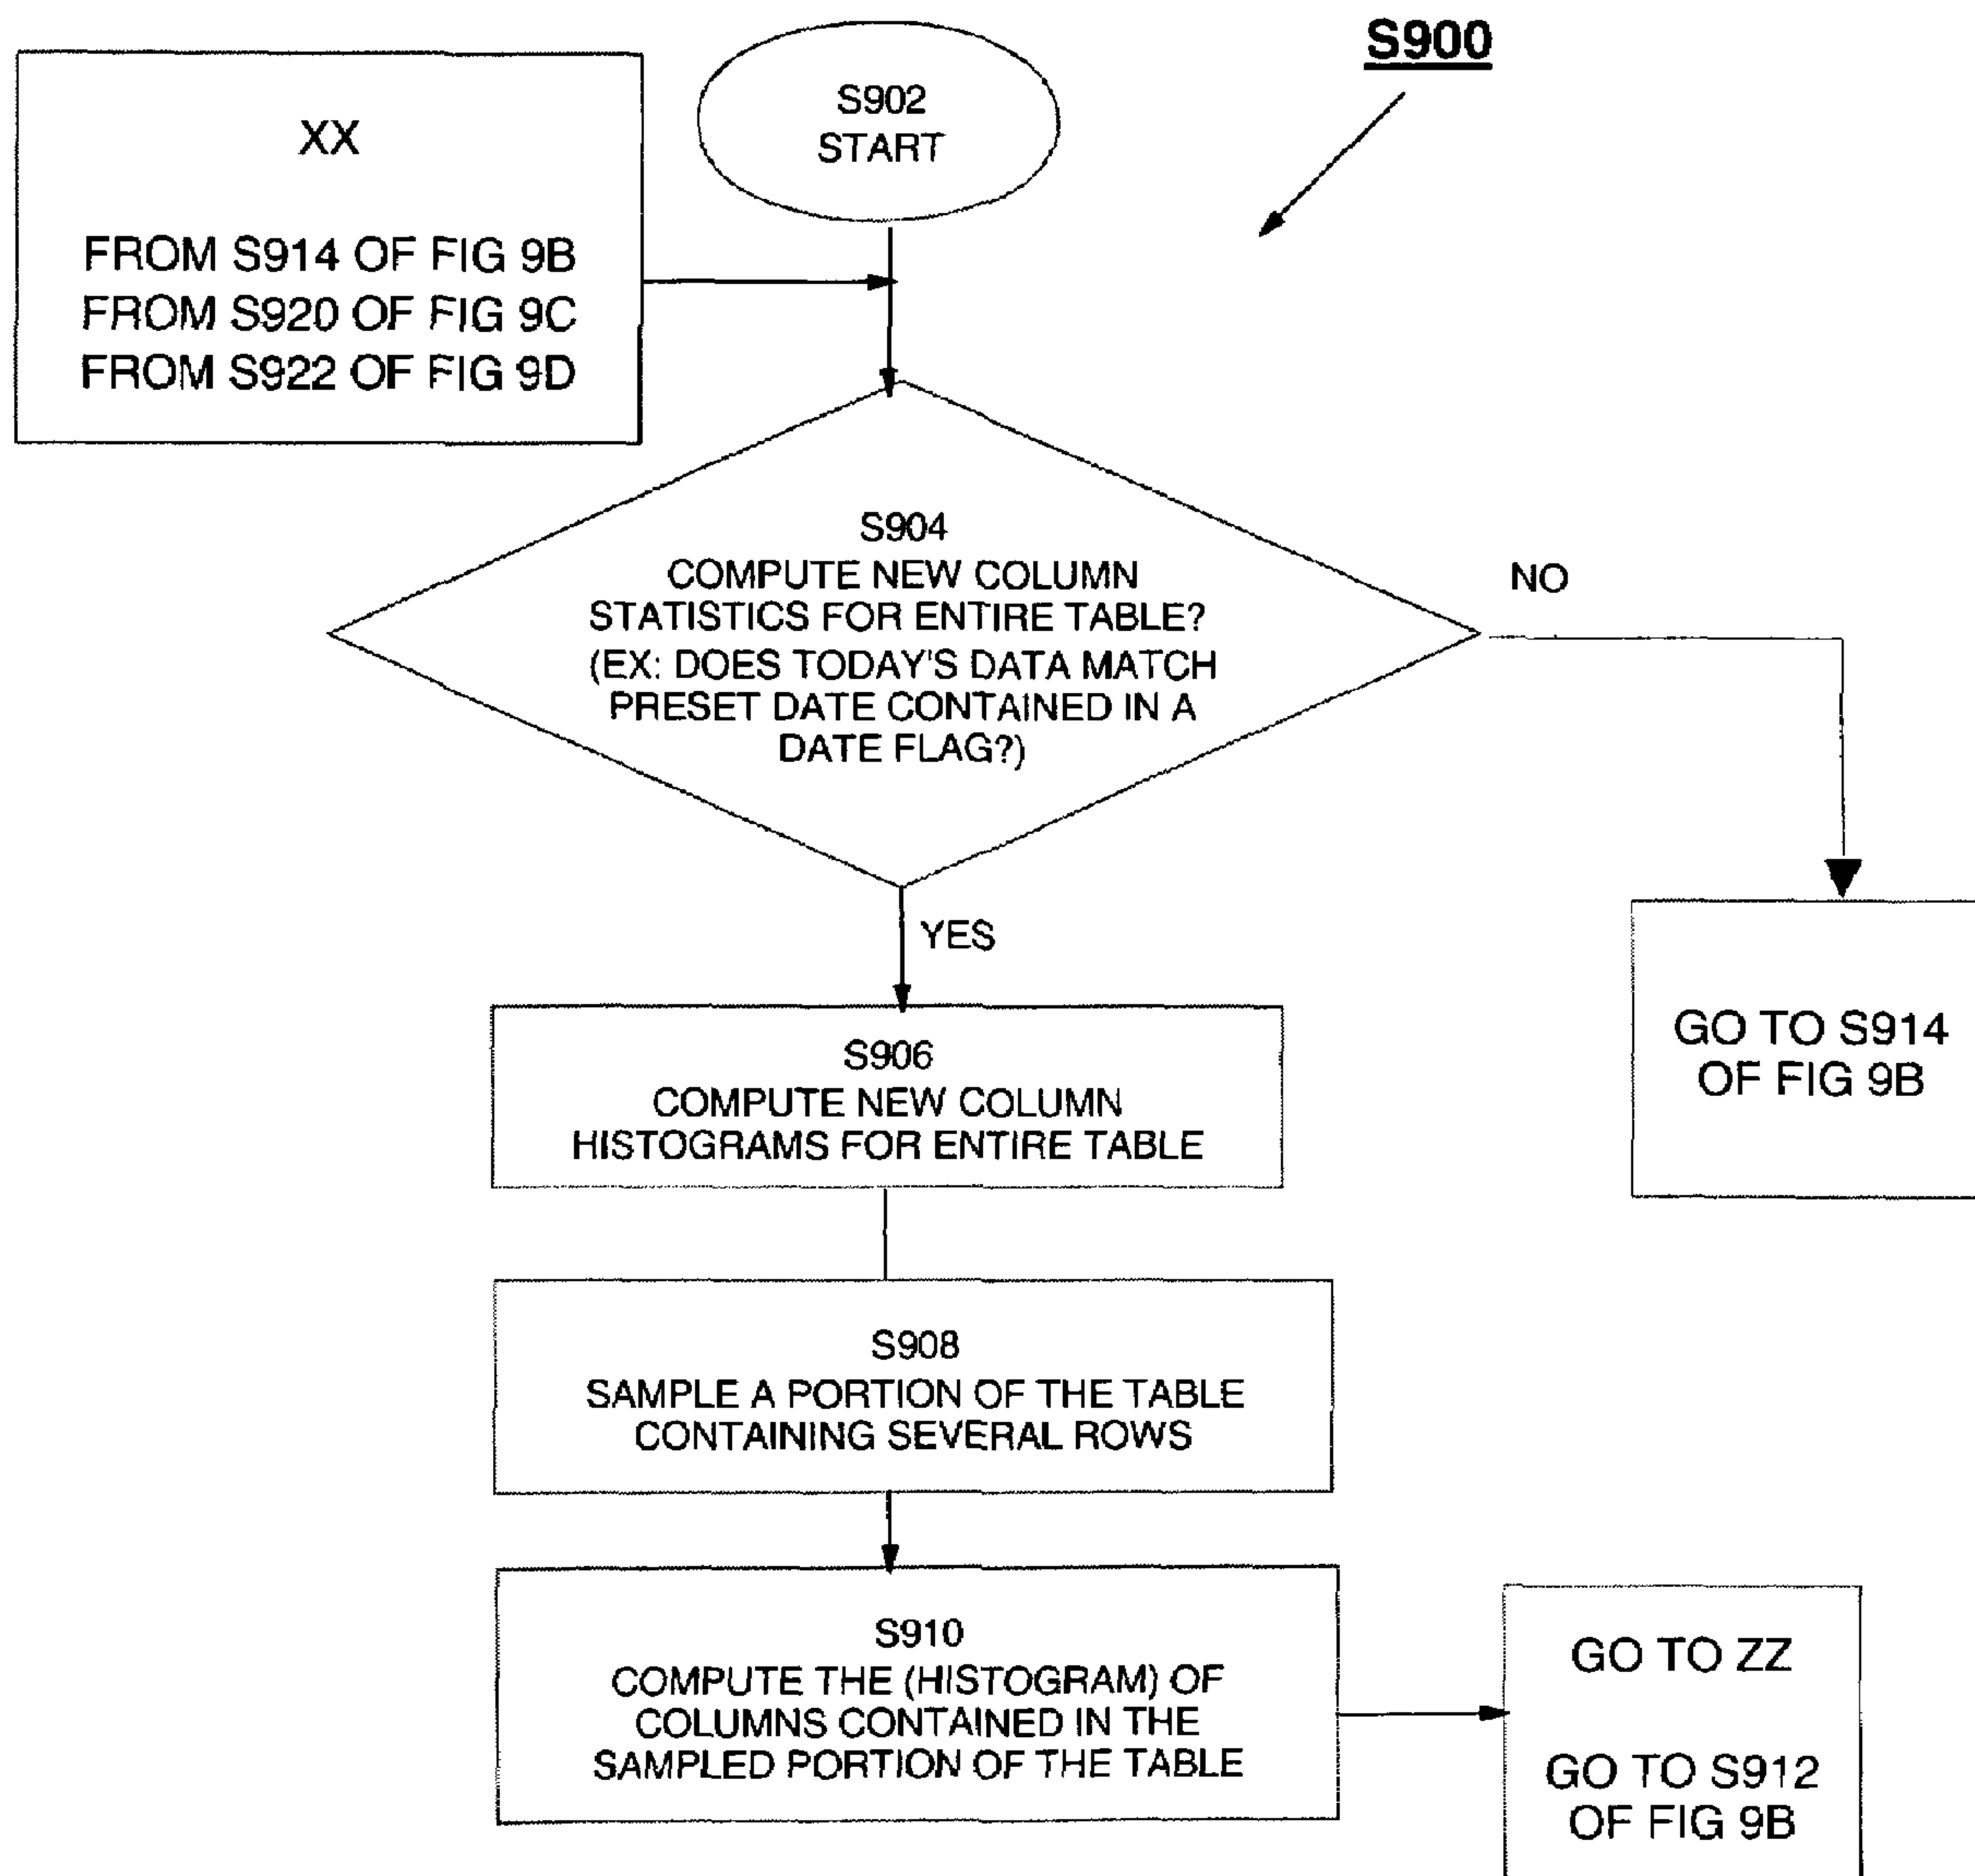 S900
XX
FROM S914 OF FIG 9B
FROM S920 OF FIG 9C
FROM S922 OF FIG 9D
S902
START
S904
COMPUTE NEW COLUMN
STATISTICS FOR ENTIRE TABLE?
(EX: DOES TODAY'S DATA MATCH
PRESET DATE CONTAINED IN A
DATE FLAG?)
NO
YES
GO TO S914
OF FIG 9B
S906
COMPUTE NEW COLUMN
HISTOGRAMS FOR ENTIRE TABLE
S908
SAMPLE A PORTION OF THE TABLE
CONTAINING SEVERAL ROWS
S910
COMPUTE THE (HISTOGRAM) OF
COLUMNS CONTAINED IN THE
SAMPLED PORTION OF THE TABLE
GO TO ZZ
GO TO S912
OF FIG 9B